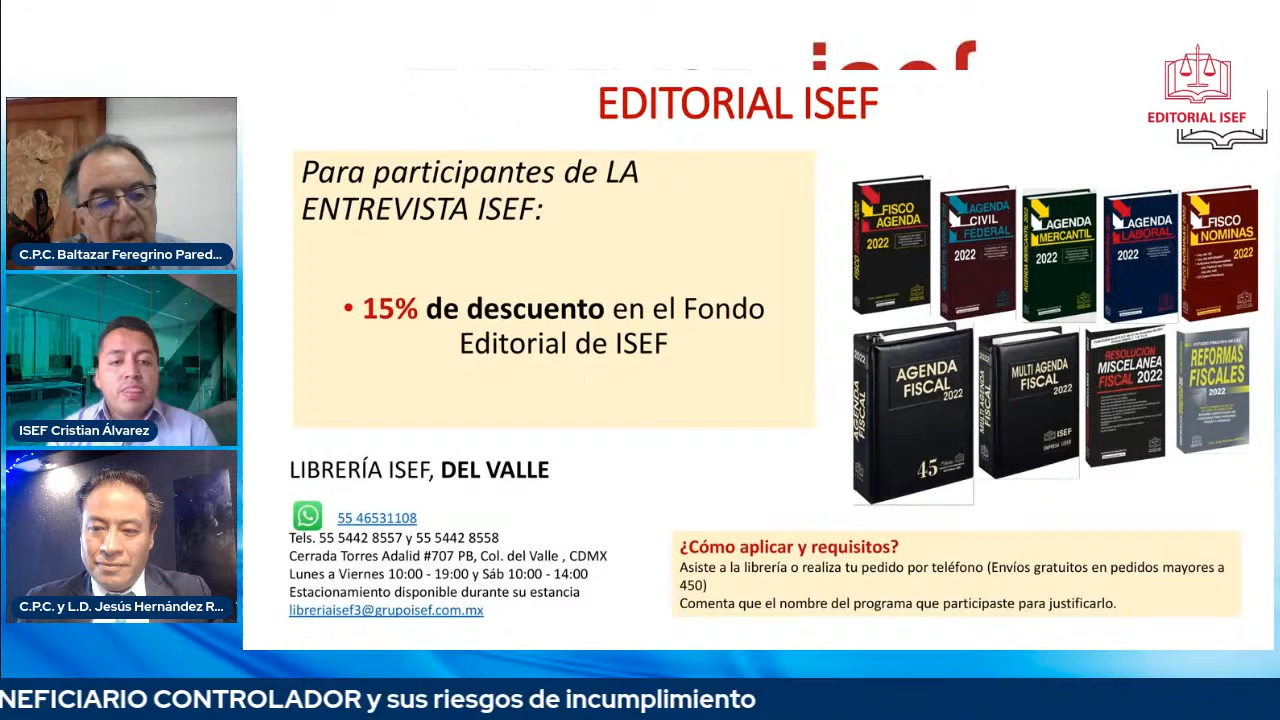 EDITORIAL ISEF
EDITORIAL ISEF
Para participantes de LA
ENTREVISTA ISEF:
• 15% de descuento en el Fondo
Editorial de ISEF
C.P.C. Baltazar Feregrino Pared...
ISEF Cristian Álvarez
C.P.C. y L.D. Jesús Hernández R...
FISCO
AGENDA
2022
AGENDA
CIVIL
FEDERAL
2022
AGENDA
MERCANTIL
2022
AGENDA
LABORAL
2022
FISCO
NOMINAS
2022
AGENDA
FISCAL
2022
45
MULTI AGENDA
FISCAL
2022
ISEF
RESOLUCION
MISCELANEA
FISCAL 2022
REFORMAS
FISCALES
2022
LIBRERÍA ISEF, DEL VALLE
55 46531108
Tels. 55 5442 8557 y 55 5442 8558
Cerrada Torres Adalid #707 PB, Col. del Valle , CDMX
Lunes a Viernes 10:00 - 19:00 y Sáb 10:00 - 14:00
Estacionamiento disponible durante su estancia
libreriaisef3@grupoisef.com.mx
¿Cómo aplicar y requisitos?
Asiste a la librería o realiza tu pedido por teléfono (Envíos gratuitos en pedidos mayores a
450)
Comenta que el nombre del programa que participaste para justificarlo.
NEFICIARIO CONTROLADOR y sus riesgos de incumplimiento